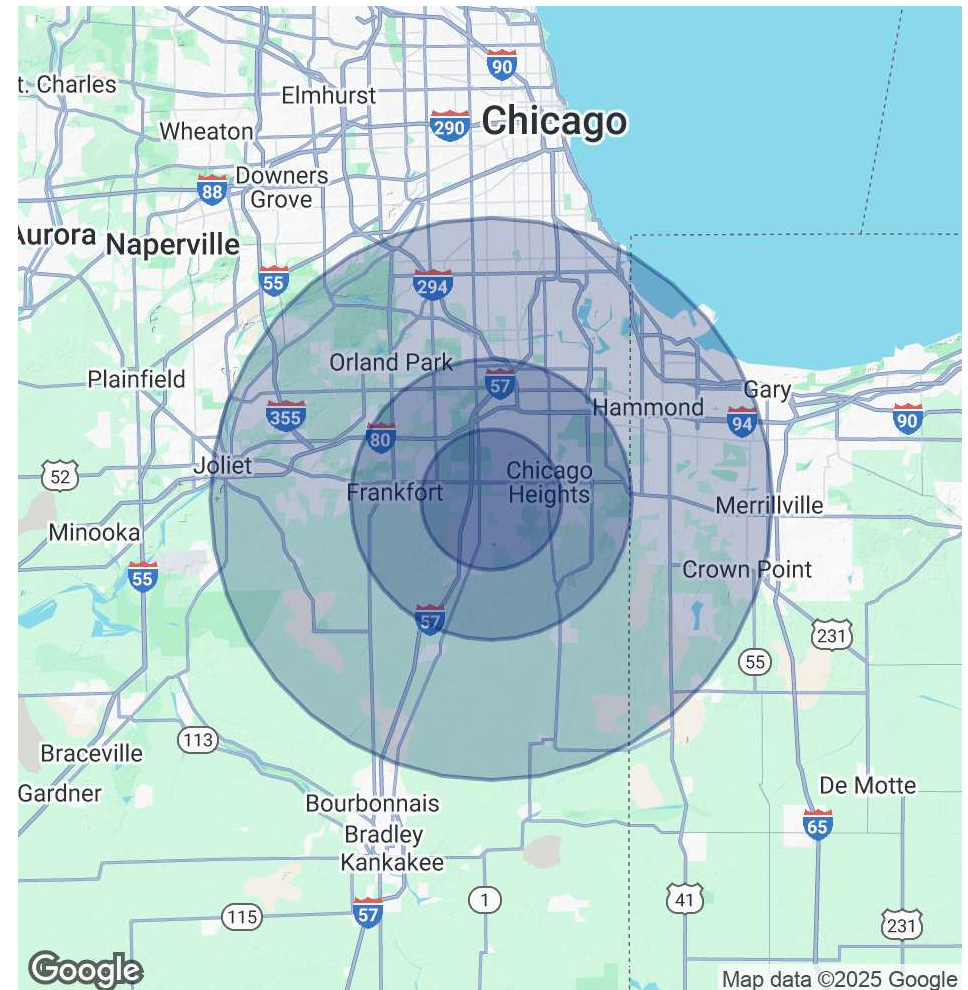 90
t. Charles
Elmhurst
Chicago
290
Wheaton
Downers
Grove
88
Aurora
Naperville
55
294
Orland Park
57
Plainfield
Gary
Hammond
355
94
90
80
Joliet
52
Chicago
Heights
Frankfort
Merrillville
Minooka
Crown Point
55
57
231
55
113
Braceville
De Motte
Gardner
Bourbonnais
65
Bradley
Kankakee
1
41
57
115
231
Google
Map data ©2025 Google